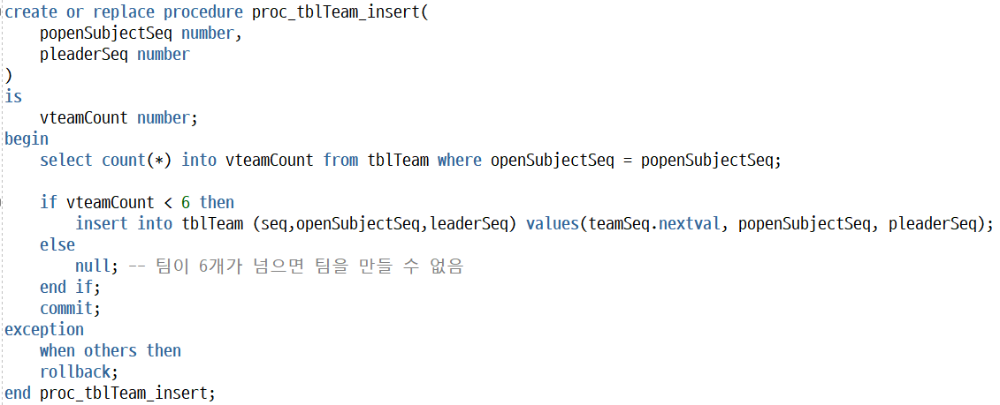 create or replace procedure proc_tblTeam_insert(
    popenSubjectSeq number,
    pleaderSeq number
)
is
    vteamCount number;
begin
    select count(*) into vteamCount from tblTeam where openSubjectSeq = popenSubjectSeq;

    if vteamCount < 6 then
        insert into tblTeam (seq,openSubjectSeq,leaderSeq) values(teamSeq.nextval, popenSubjectSeq, pleaderSeq);
    else
        null; -- 팀이 6개가 넘으면 팀을 만들 수 없음
    end if;
    commit;
exception
    when others then
    rollback;
end proc_tblTeam_insert;